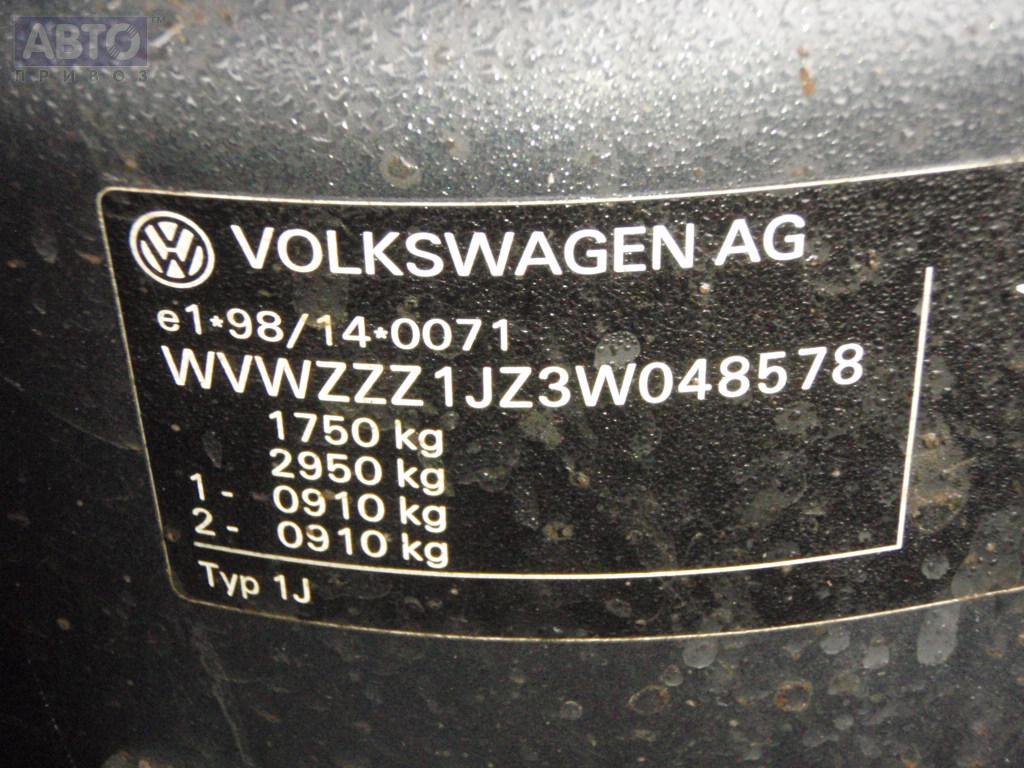 АВТО™
ПРИВОЗ
VOLKSWAGEN AG
e1*98/14*0071
WVWZZZ1JZ3W048578
1750 kg
2950 kg
1- 0910 kg
2- 0910 kg
Typ 1J